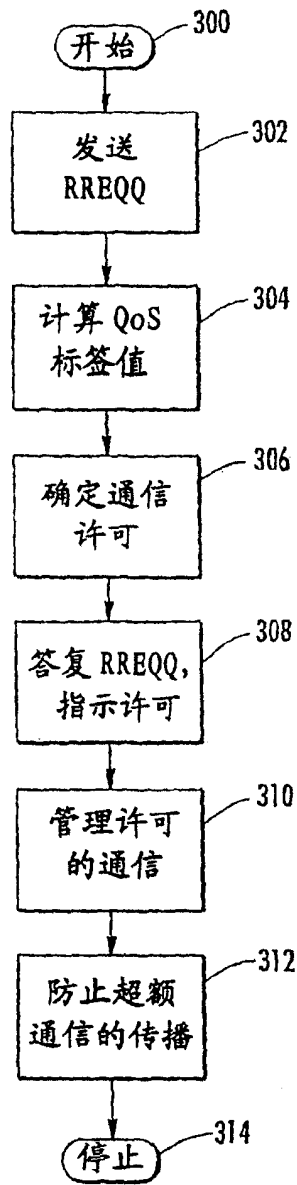 开始
300
发送
RREQQ
302
计算 QoS
标签值
304
确定通信
许可
306
答复 RREQQ,
指示许可
308
管理许可
的通信
310
防止超额
通信的传播
312
停止
314